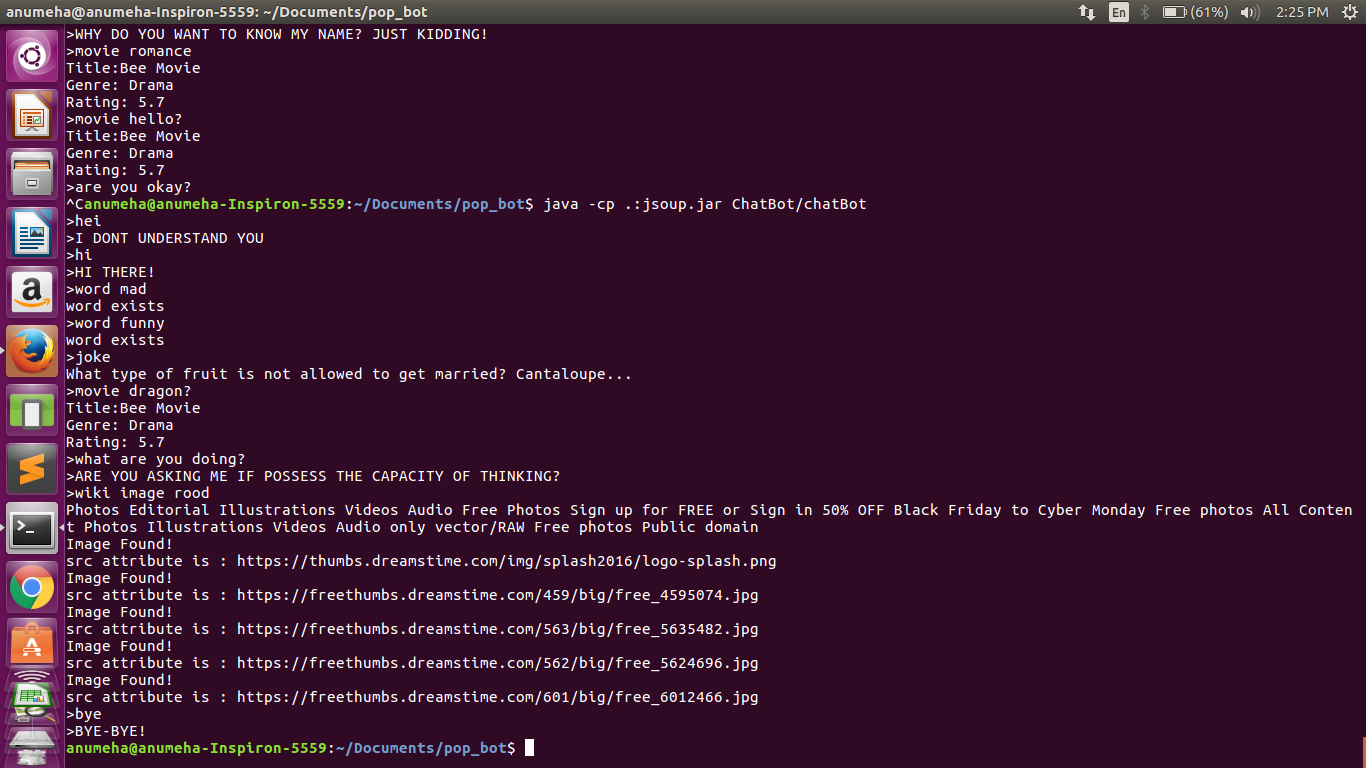 anumeha@anumeha-Inspiron-5559: ~/Documents/pop_bot En (61%) 2:25 PM
>WHY DO YOU WANT TO KNOW MY NAME? JUST KIDDING!
>movie romance
Title:Bee Movie
Genre: Drama
Rating: 5.7
>movie hello?
Title:Bee Movie
Genre: Drama
Rating: 5.7
>are you okay?
^Canumeha@anumeha-Inspiron-5559:~/Documents/pop_bot$ java -cp .:jsoup.jar ChatBot/chatBot
>hei
>I DONT UNDERSTAND YOU
>hi
>HI THERE!
>word mad
word exists
>word funny
word exists
>joke
What type of fruit is not allowed to get married? Cantaloupe...
>movie dragon?
Title:Bee Movie
Genre: Drama
Rating: 5.7
>what are you doing?
>ARE YOU ASKING ME IF POSSESS THE CAPACITY OF THINKING?
>wiki image rood
Photos Editorial Illustrations Videos Audio Free Photos Sign up for FREE or Sign in 50% OFF Black Friday to Cyber Monday Free photos All Conten
t Photos Illustrations Videos Audio only vector/RAW Free photos Public domain
Image Found!
src attribute is : https://thumbs.dreamstime.com/img/splash2016/logo-splash.png
Image Found!
src attribute is : https://freethumbs.dreamstime.com/459/big/free_4595074.jpg
Image Found!
src attribute is : https://freethumbs.dreamstime.com/563/big/free_5635482.jpg
Image Found!
src attribute is : https://freethumbs.dreamstime.com/562/big/free_5624696.jpg
Image Found!
src attribute is : https://freethumbs.dreamstime.com/601/big/free_6012466.jpg
>bye
>BYE-BYE!
anumeha@anumeha-Inspiron-5559:~/Documents/pop_bot$